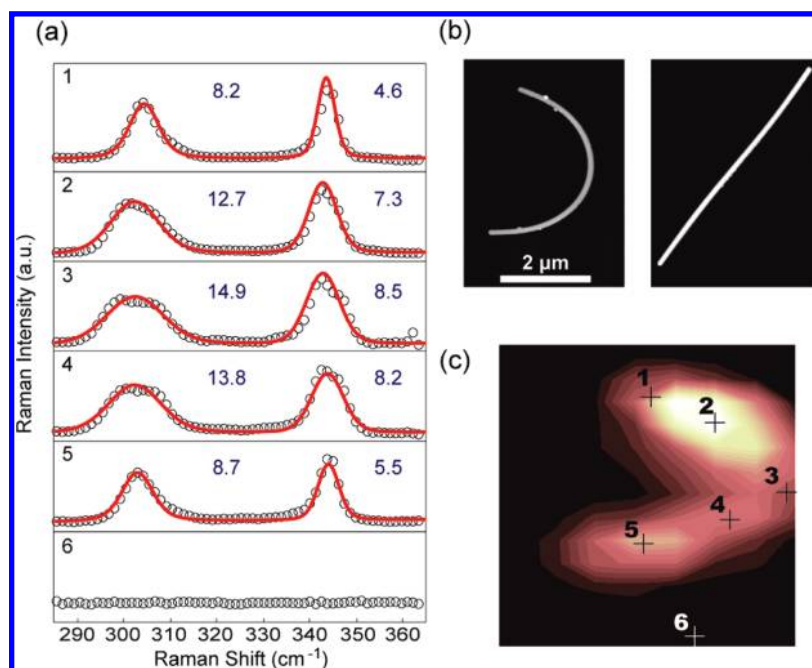 (a)
1 8.2 4.6
2 12.7 7.3
3 14.9 8.5
4 13.8 8.2
5 8.7 5.5
6
290 300 310 320 330 340 350 360
Raman Shift (cm⁻¹)
Raman Intensity (a.u.)
(b)
2 µm
(c)
1
2
3
4
5
6